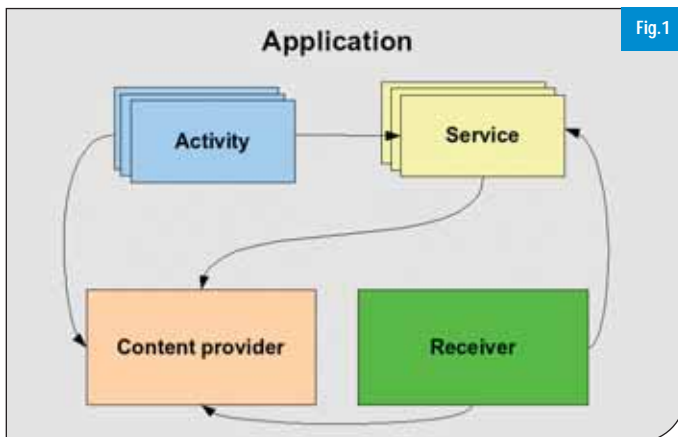 Fig.1
Application
Activity
Service
Content provider
Receiver